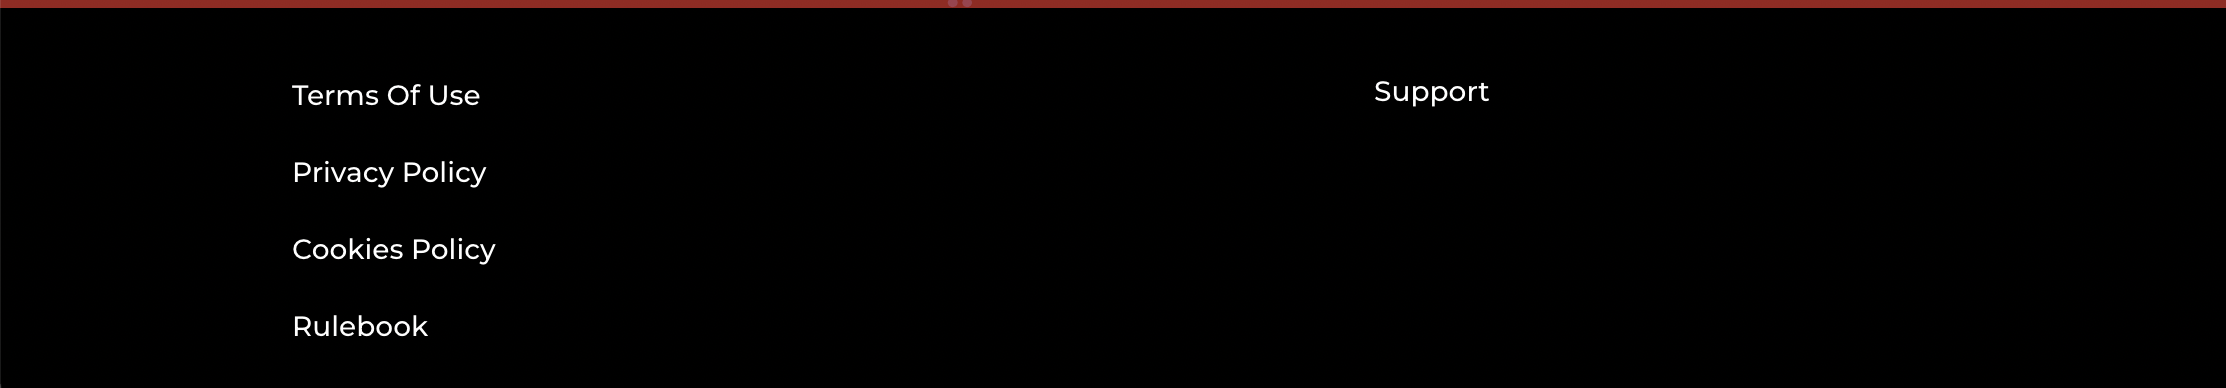 Terms Of Use
Privacy Policy
Cookies Policy
Rulebook
Support